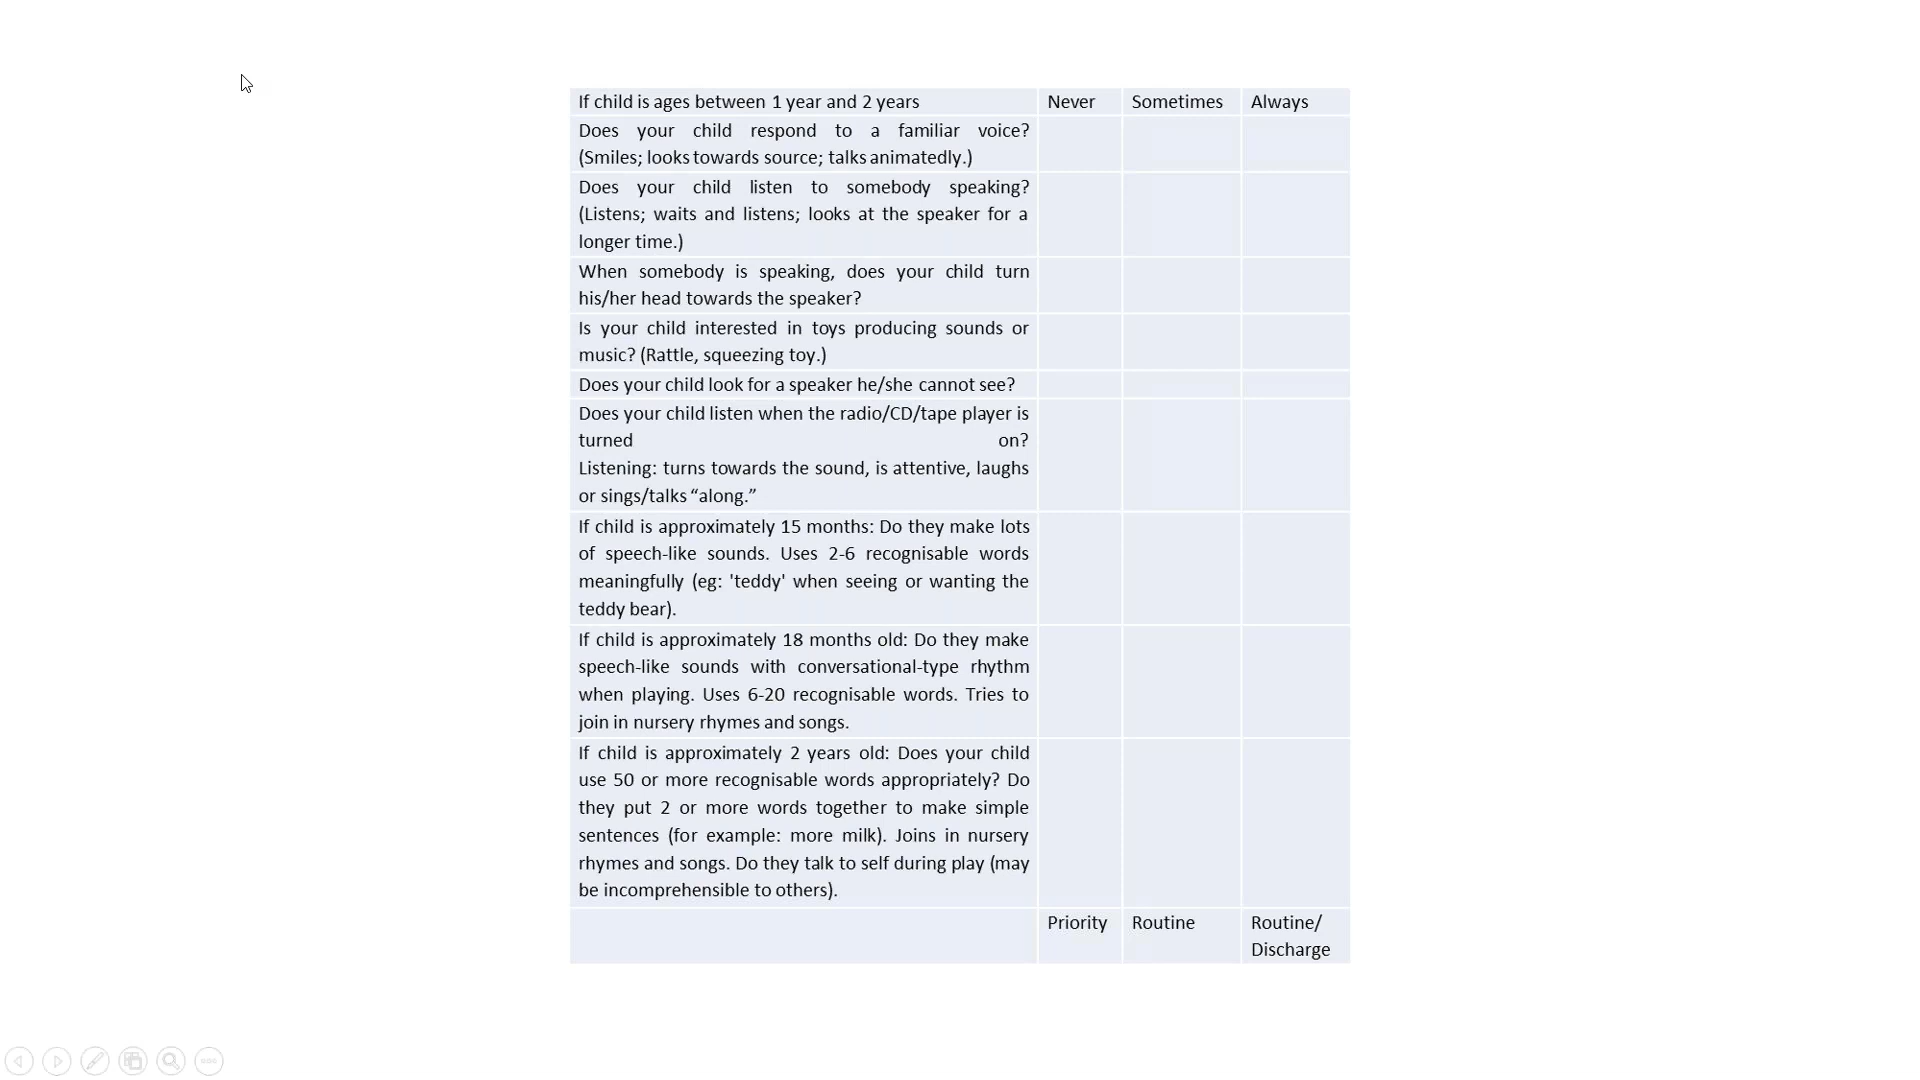 If child is ages between 1 year and 2 years Never Sometimes Always
Does your child respond to a familiar voice?
(Smiles; looks towards source; talks animatedly.)
Does your child listen to somebody speaking?
(Listens; waits and listens; looks at the speaker for a
longer time.)
When somebody is speaking, does your child turn
his/her head towards the speaker?
Is your child interested in toys producing sounds or
music? (Rattle, squeezing toy.)
Does your child look for a speaker he/she cannot see?
Does your child listen when the radio/CD/tape player is
turned on?
Listening: turns towards the sound, is attentive, laughs
or sings/talks “along.”
If child is approximately 15 months: Do they make lots
of speech-like sounds. Uses 2-6 recognisable words
meaningfully (eg: 'teddy' when seeing or wanting the
teddy bear).
If child is approximately 18 months old: Do they make
speech-like sounds with conversational-type rhythm
when playing. Uses 6-20 recognisable words. Tries to
join in nursery rhymes and songs.
If child is approximately 2 years old: Does your child
use 50 or more recognisable words appropriately? Do
they put 2 or more words together to make simple
sentences (for example: more milk). Joins in nursery
rhymes and songs. Do they talk to self during play (may
be incomprehensible to others).
Priority Routine Routine/
Discharge